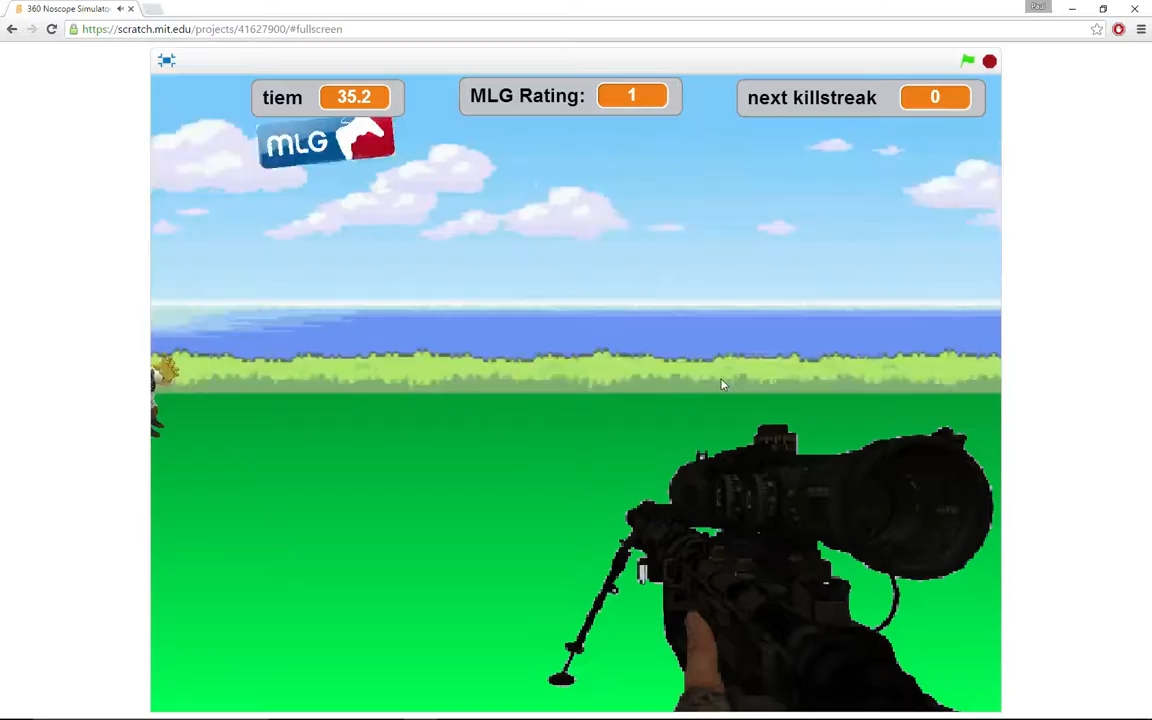 360 Noscope Simulato
Paul
https://scratch.mit.edu/projects/41627900/#fullscreen
tiem 35.2
MLG Rating: 1
next killstreak 0
MLG